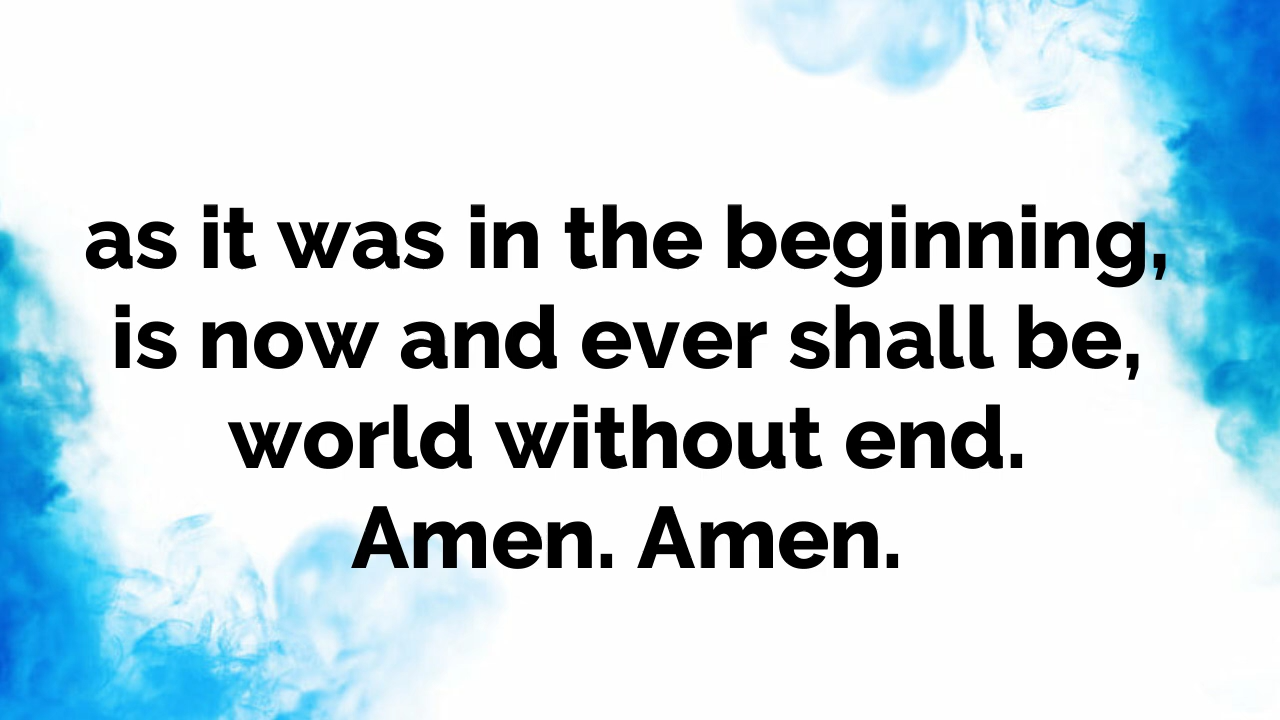 as it was in the beginning,
is now and ever shall be,
world without end.
Amen. Amen.